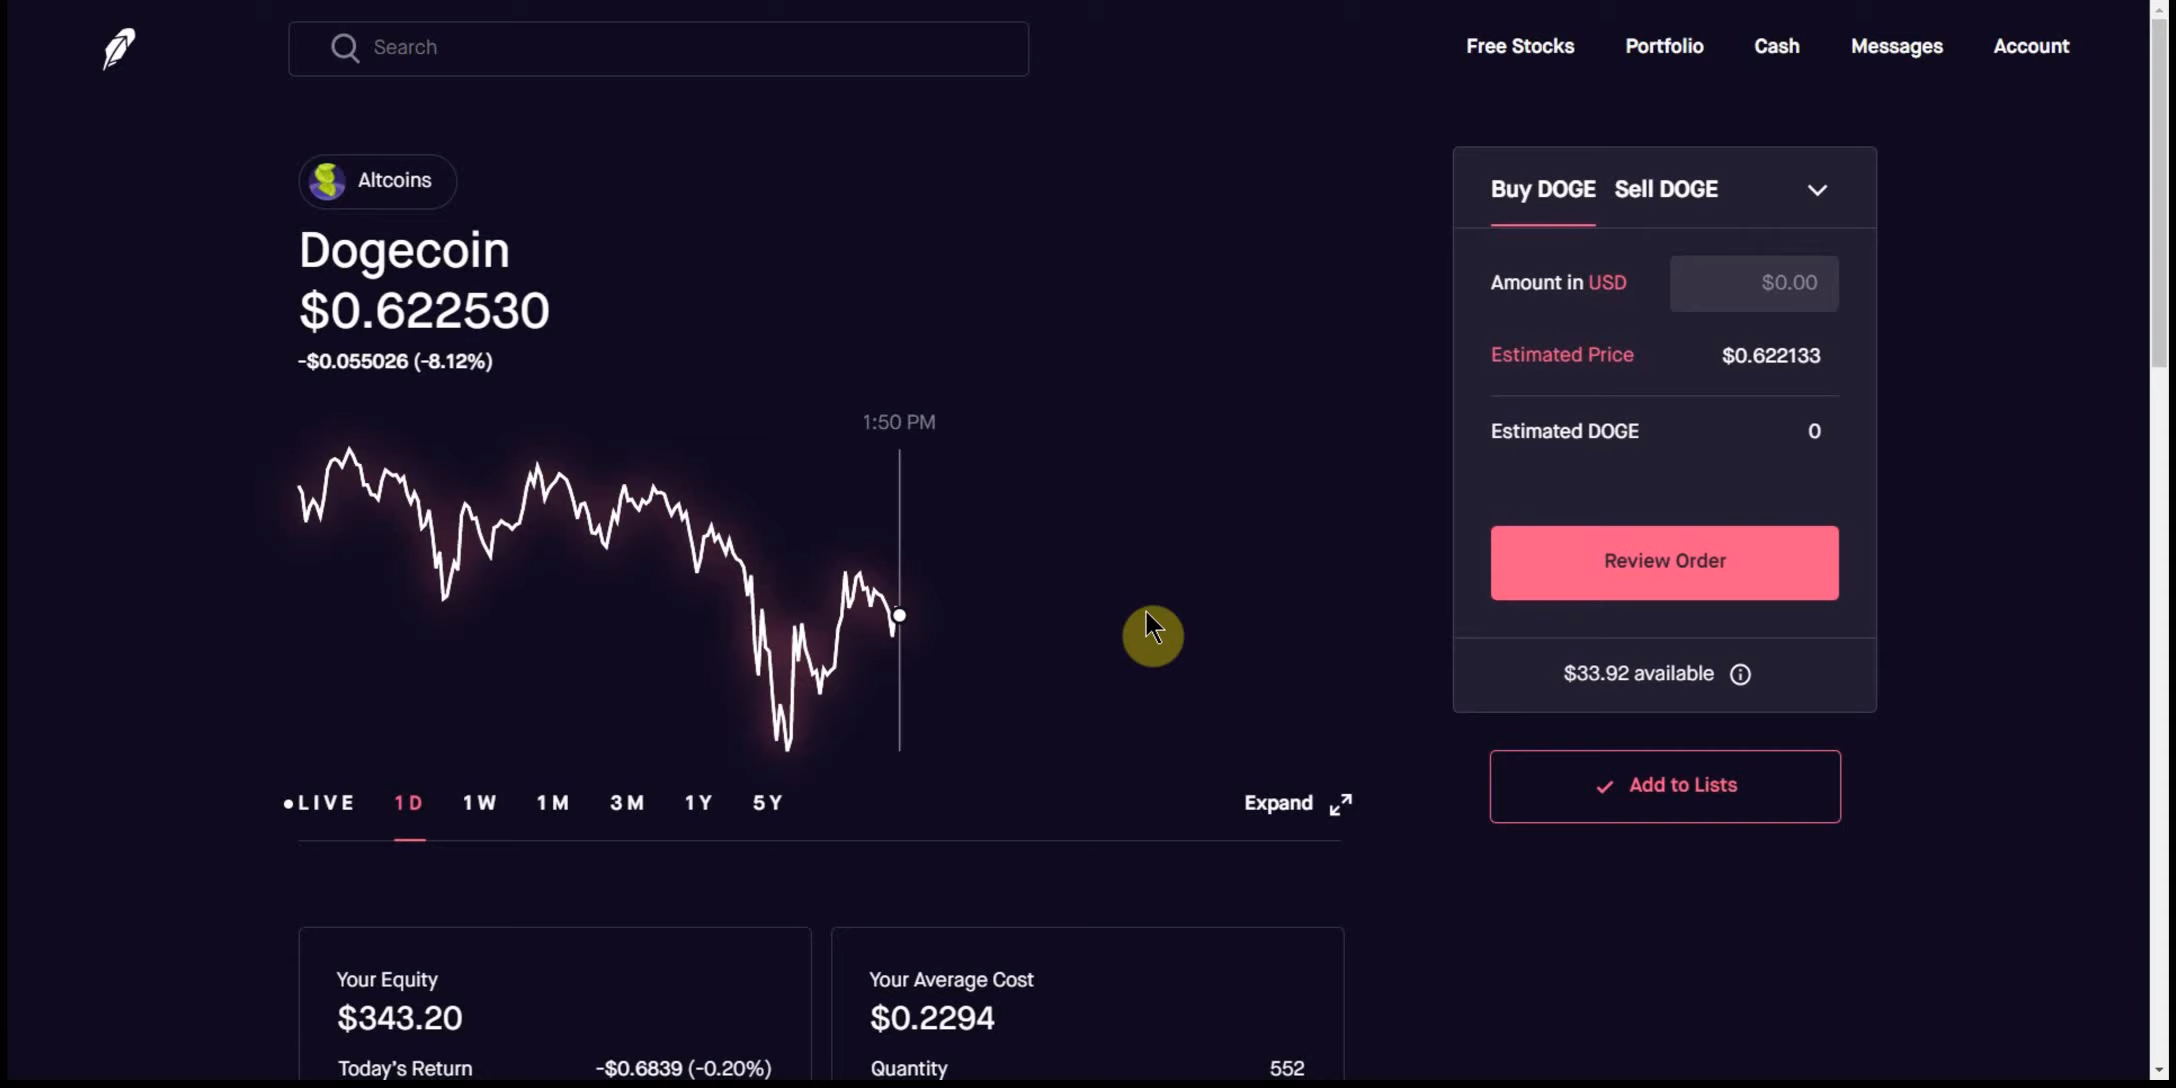 Search
Free Stocks Portfolio Cash Messages Account
Altcoins
Dogecoin
$0.622530
-$0.055026 (-8.12%)
1:50 PM
LIVE 1D 1W 1M 3M 1Y 5Y
Expand
Your Equity
$343.20
Today's Return -$0.6839 (-0.20%)
Your Average Cost
$0.2294
Quantity 552
Buy DOGE Sell DOGE
Amount in USD $0.00
Estimated Price $0.622133
Estimated DOGE 0
Review Order
$33.92 available
Add to Lists